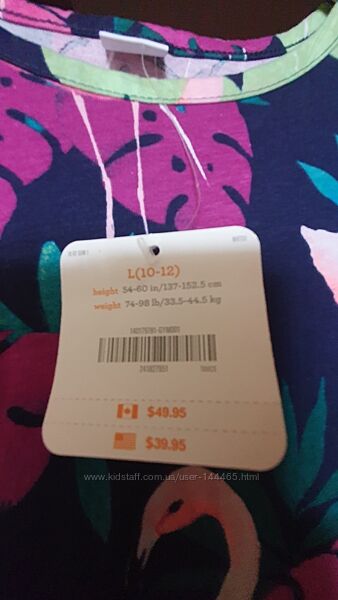 L(10-12)
height 54-60 in/137-152.5 cm
weight 74-98 lb/33.5-44.5 kg
$49.95
$39.95
www.kidstaff.com.ua/user-144465.html